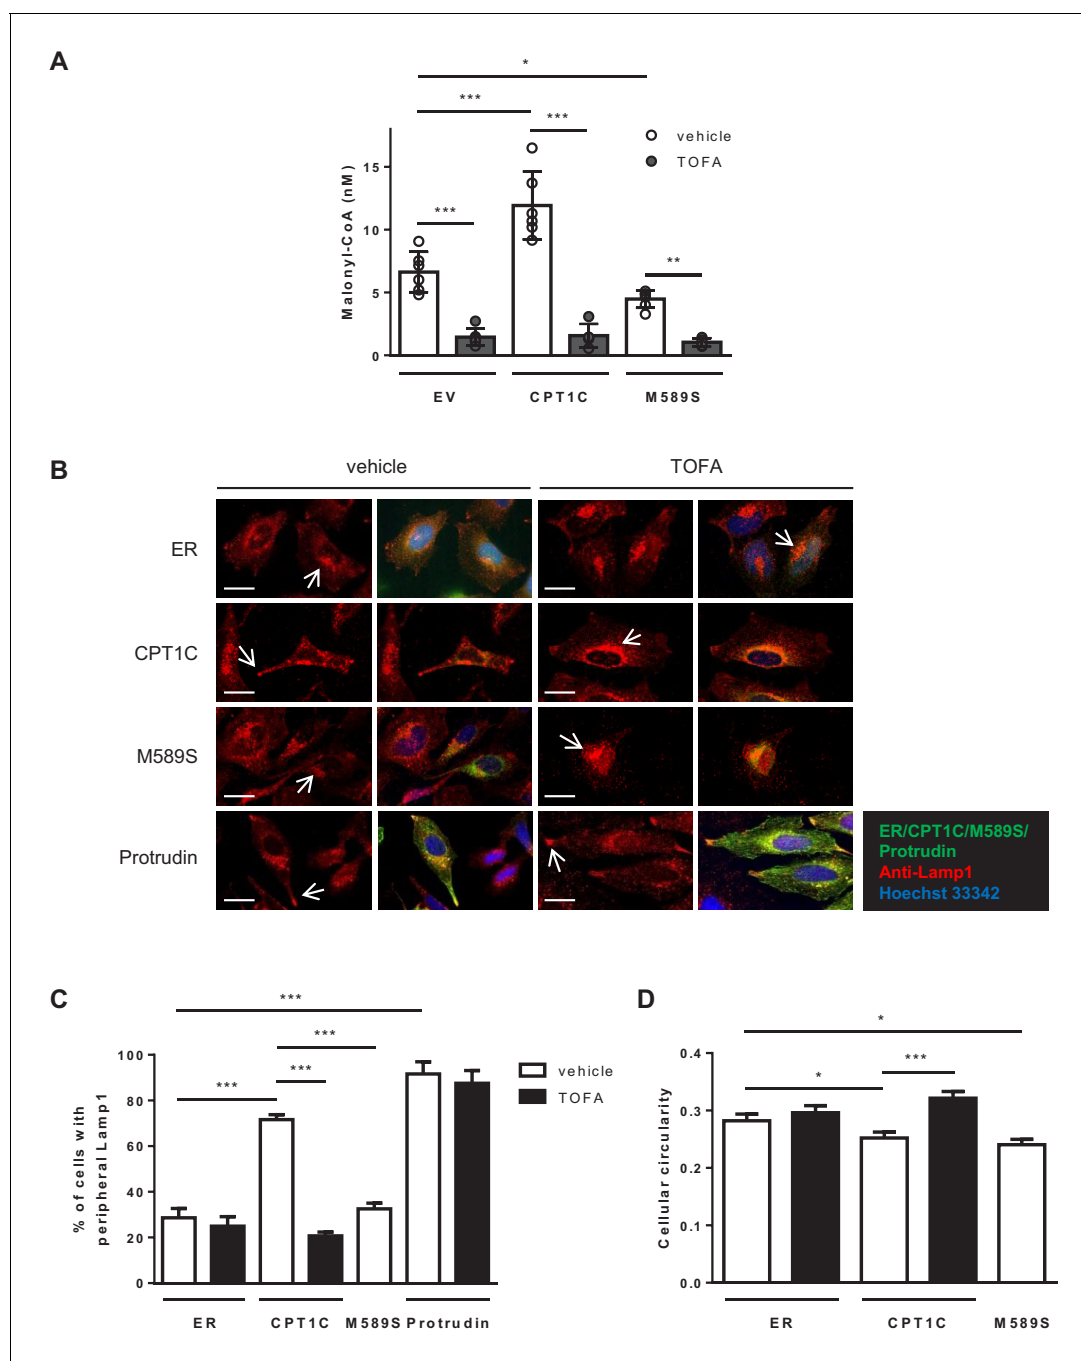 A
*
***
***
vehicle
TOFA
***
**
Malonyl-CoA (nM)
15
10
5
0
EV
CPT1C
M589S
B
vehicle
TOFA
ER
CPT1C
M589S
Protrudin
ER/CPT1C/M589S/
Protrudin
Anti-Lamp1
Hoechst 33342
C
***
***
***
***
vehicle
TOFA
% of cells with
peripheral Lamp1
100
80
60
40
20
0
ER
CPT1C
M589S
Protrudin
D
*
***
*
Cellular circularity
0.4
0.3
0.2
0.1
0.0
ER
CPT1C
M589S